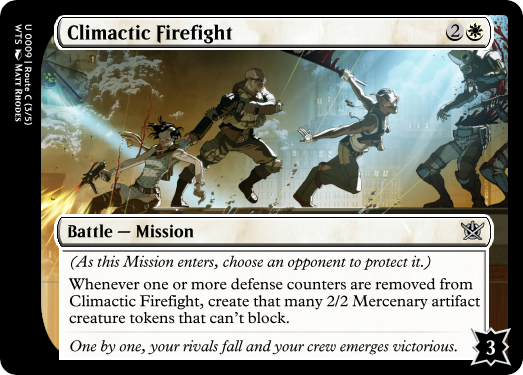 Climactic Firefight 2
Battle — Mission
(As this Mission enters, choose an opponent to protect it.)
Whenever one or more defense counters are removed from
Climactic Firefight, create that many 2/2 Mercenary artifact
creature tokens that can't block.
One by one, your rivals fall and your crew emerges victorious.
3
U 0009 | Route C (3/5)
WTS MATT RHODES